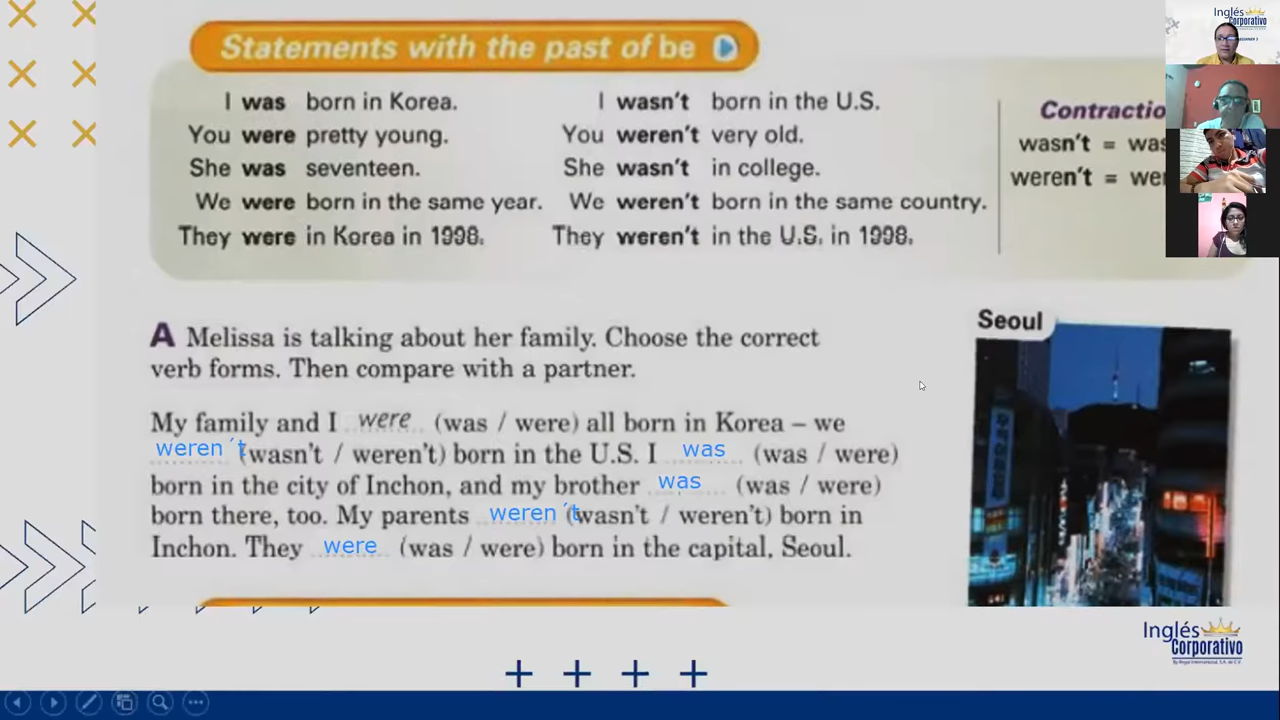 Statements with the past of be
I was born in Korea. I wasn't born in the U.S.
You were pretty young. You weren't very old.
She was seventeen. She wasn't in college.
We were born in the same year. We weren't born in the same country.
They were in Korea in 1998. They weren't in the U.S. in 1998.
Contractio
wasn't = was
weren't = wer
A Melissa is talking about her family. Choose the correct
verb forms. Then compare with a partner.
My family and I were (was / were) all born in Korea – we
weren´t (wasn't / weren't) born in the U.S. I was (was / were)
born in the city of Inchon, and my brother was (was / were)
born there, too. My parents weren´t (wasn't / weren't) born in
Inchon. They were (was / were) born in the capital, Seoul.
Seoul
Inglés
Corporativo
Inglés
Corporativo